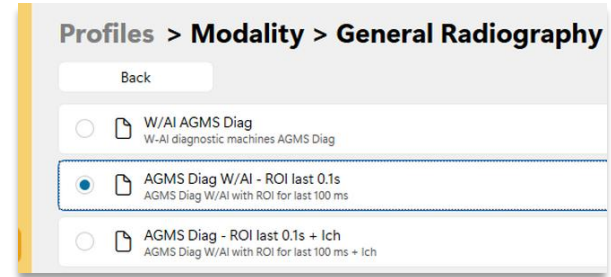 Profiles > Modality > General Radiography
Back
W/AI AGMS Diag
W-AI diagnostic machines AGMS Diag
AGMS Diag W/AI - ROI last 0.1s
AGMS Diag W/AI with ROI for last 100 ms
AGMS Diag - ROI last 0.1s + Ich
AGMS Diag W/AI with ROI for last 100 ms + Ich